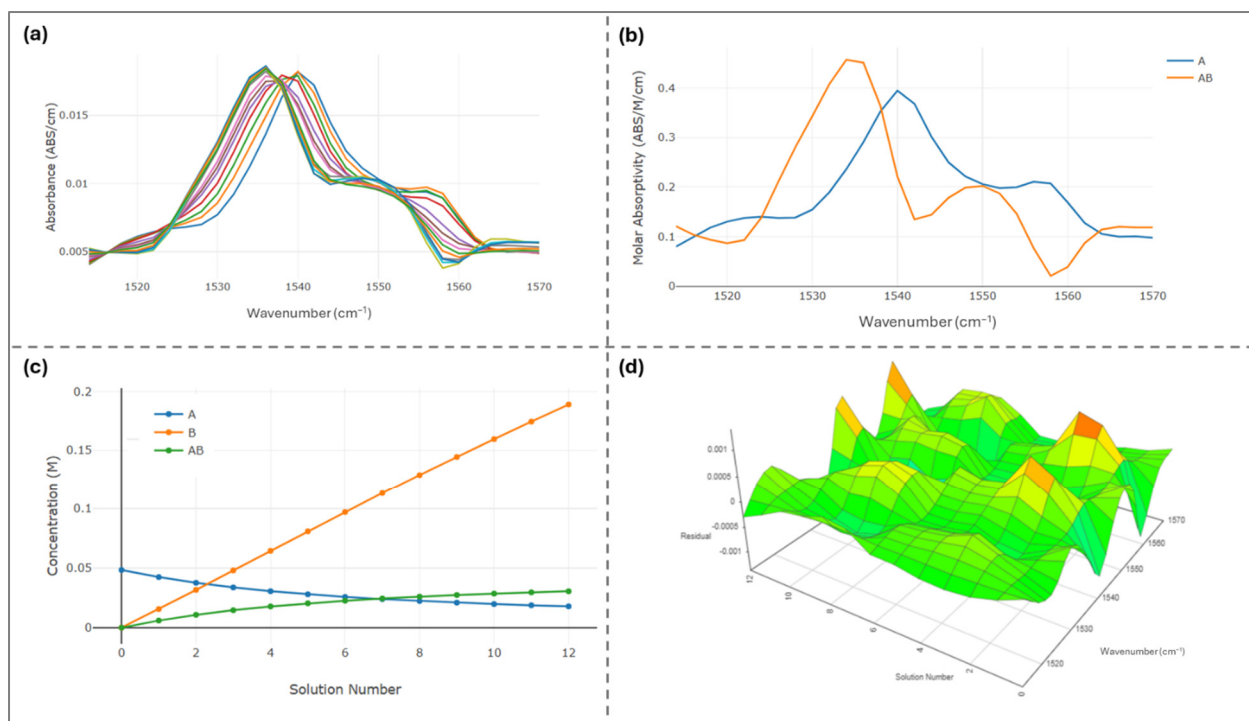 (a)
Absorbance (ABS/cm)
0.015
0.01
0.005
1520
1530
1540
1550
1560
1570
Wavenumber (cm⁻¹)
(b)
Molar Absorptivity (ABS/M/cm)
0.4
0.3
0.2
0.1
0
1520
1530
1540
1550
1560
1570
Wavenumber (cm⁻¹)
A
AB
(c)
Concentration (M)
0.2
0.15
0.1
0.05
0
0
2
4
6
8
10
12
Solution Number
A
B
AB
(d)
Residual
0.001
0.0005
0
-0.0005
-0.001
12
10
8
6
4
2
0
Solution Number
1520
1530
1540
1550
1560
1570
Wavenumber (cm⁻¹)